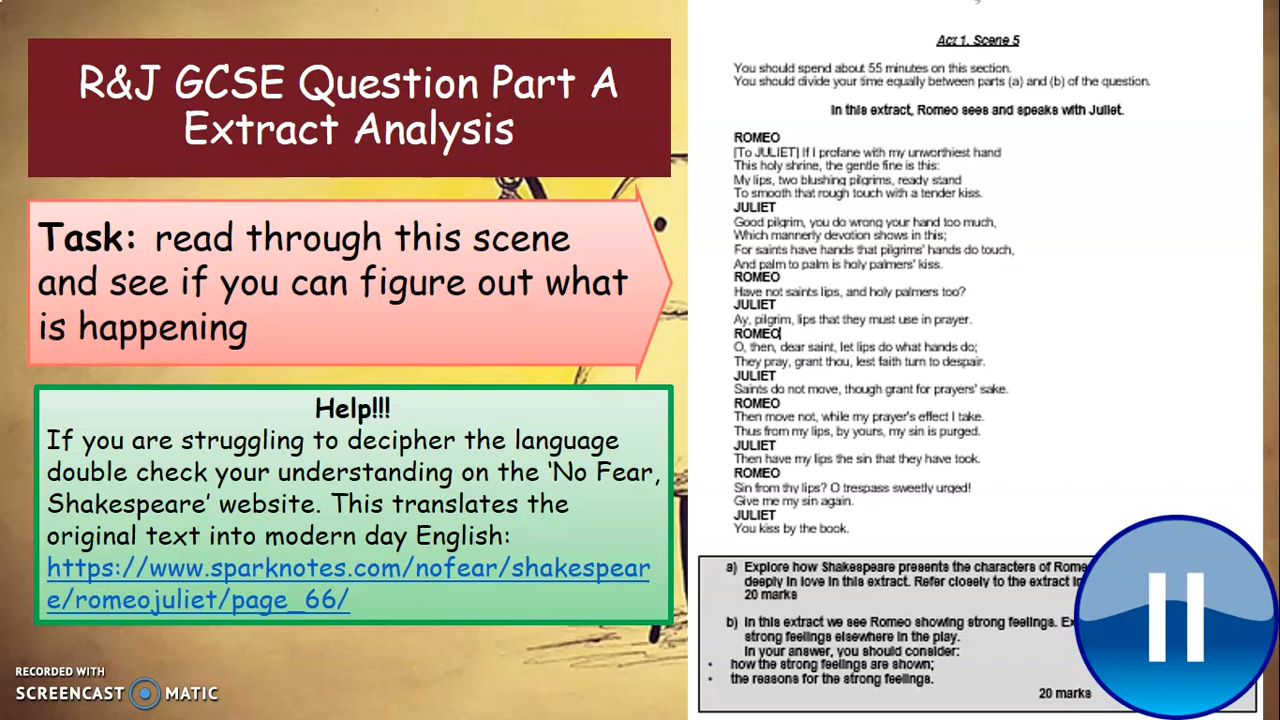 R&J GCSE Question Part A
Extract Analysis
Task: read through this scene
and see if you can figure out what
is happening
Help!!!
If you are struggling to decipher the language
double check your understanding on the ‘No Fear,
Shakespeare’ website. This translates the
original text into modern day English:
https://www.sparknotes.com/nofear/shakespear
e/romeojuliet/page_66/
RECORDED WITH
SCREENCAST MATIC
Act 1, Scene 5
You should spend about 55 minutes on this section.
You should divide your time equally between parts (a) and (b) of the question.
In this extract, Romeo sees and speaks with Juliet.
ROMEO
[To JULIET] If I profane with my unworthiest hand
This holy shrine, the gentle fine is this:
My lips, two blushing pilgrims, ready stand
To smooth that rough touch with a tender kiss.
JULIET
Good pilgrim, you do wrong your hand too much,
Which mannerly devotion shows in this;
For saints have hands that pilgrims' hands do touch,
And palm to palm is holy palmers' kiss.
ROMEO
Have not saints lips, and holy palmers too?
JULIET
Ay, pilgrim, lips that they must use in prayer.
ROMEO
O, then, dear saint, let lips do what hands do;
They pray, grant thou, lest faith turn to despair.
JULIET
Saints do not move, though grant for prayers' sake.
ROMEO
Then move not, while my prayer's effect I take.
Thus from my lips, by yours, my sin is purged.
JULIET
Then have my lips the sin that they have took.
ROMEO
Sin from thy lips? O trespass sweetly urged!
Give me my sin again.
JULIET
You kiss by the book.
a) Explore how Shakespeare presents the characters of
deeply in love in this extract. Refer closely to the extract
20 marks
b) In this extract we see Romeo showing strong feelings.
strong feelings elsewhere in the play.
In your answer, you should consider:
• how the strong feelings are shown;
• the reasons for the strong feelings.
20 marks